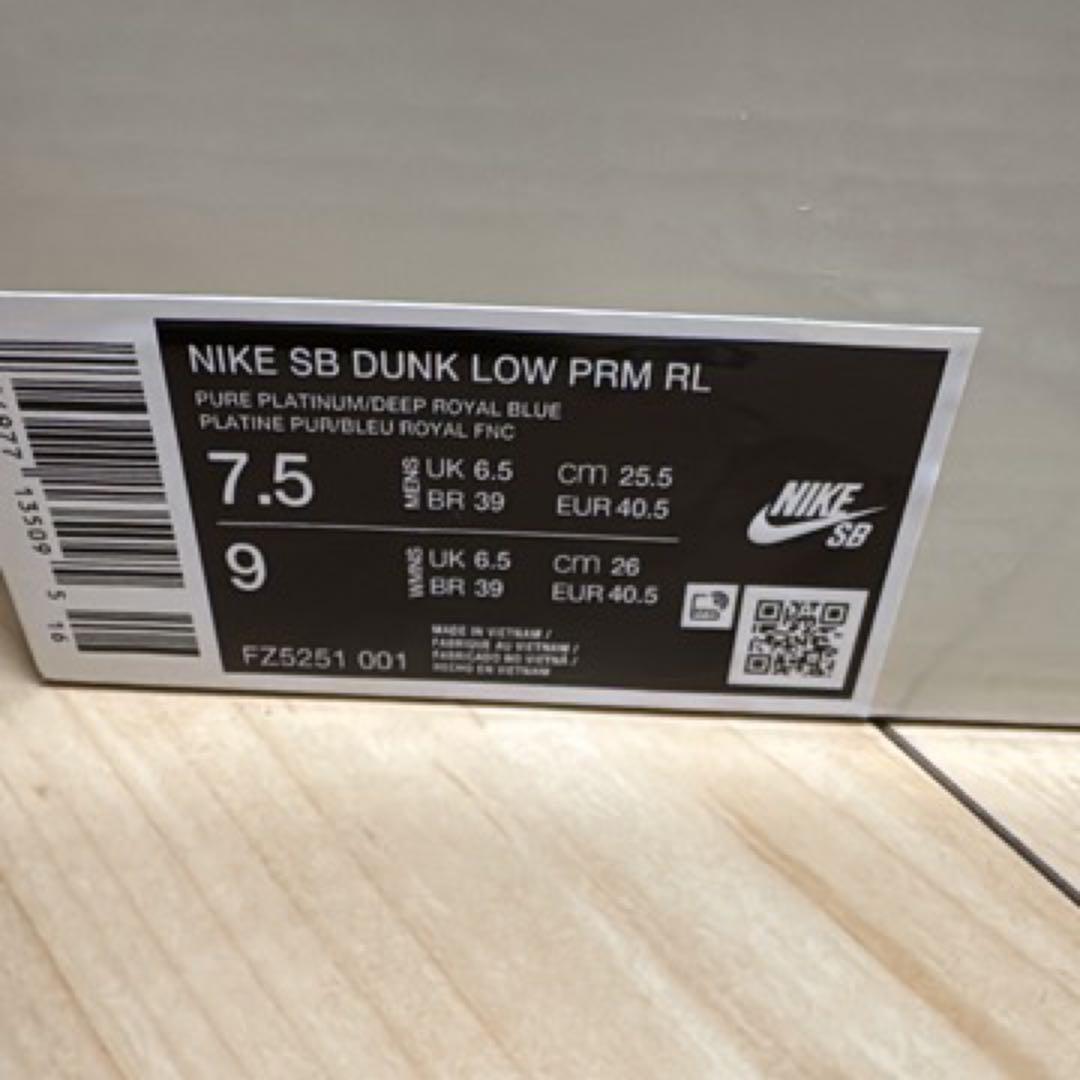 NIKE SB DUNK LOW PRM RL
PURE PLATINUM/DEEP ROYAL BLUE
PLATINE PUR/BLEU ROYAL FNC
7.5
MENS
UK 6.5 cm 25.5
BR 39 EUR 40.5
9
WMNS
UK 6.5 cm 26
BR 39 EUR 40.5
FZ5251 001
MADE IN VIETNAM /
FABRIQUE AU VIETNAM /
FABRICADO NO VIETNÃ /
HECHO EN VIETNAM
NIKE
SB
13509 5 16